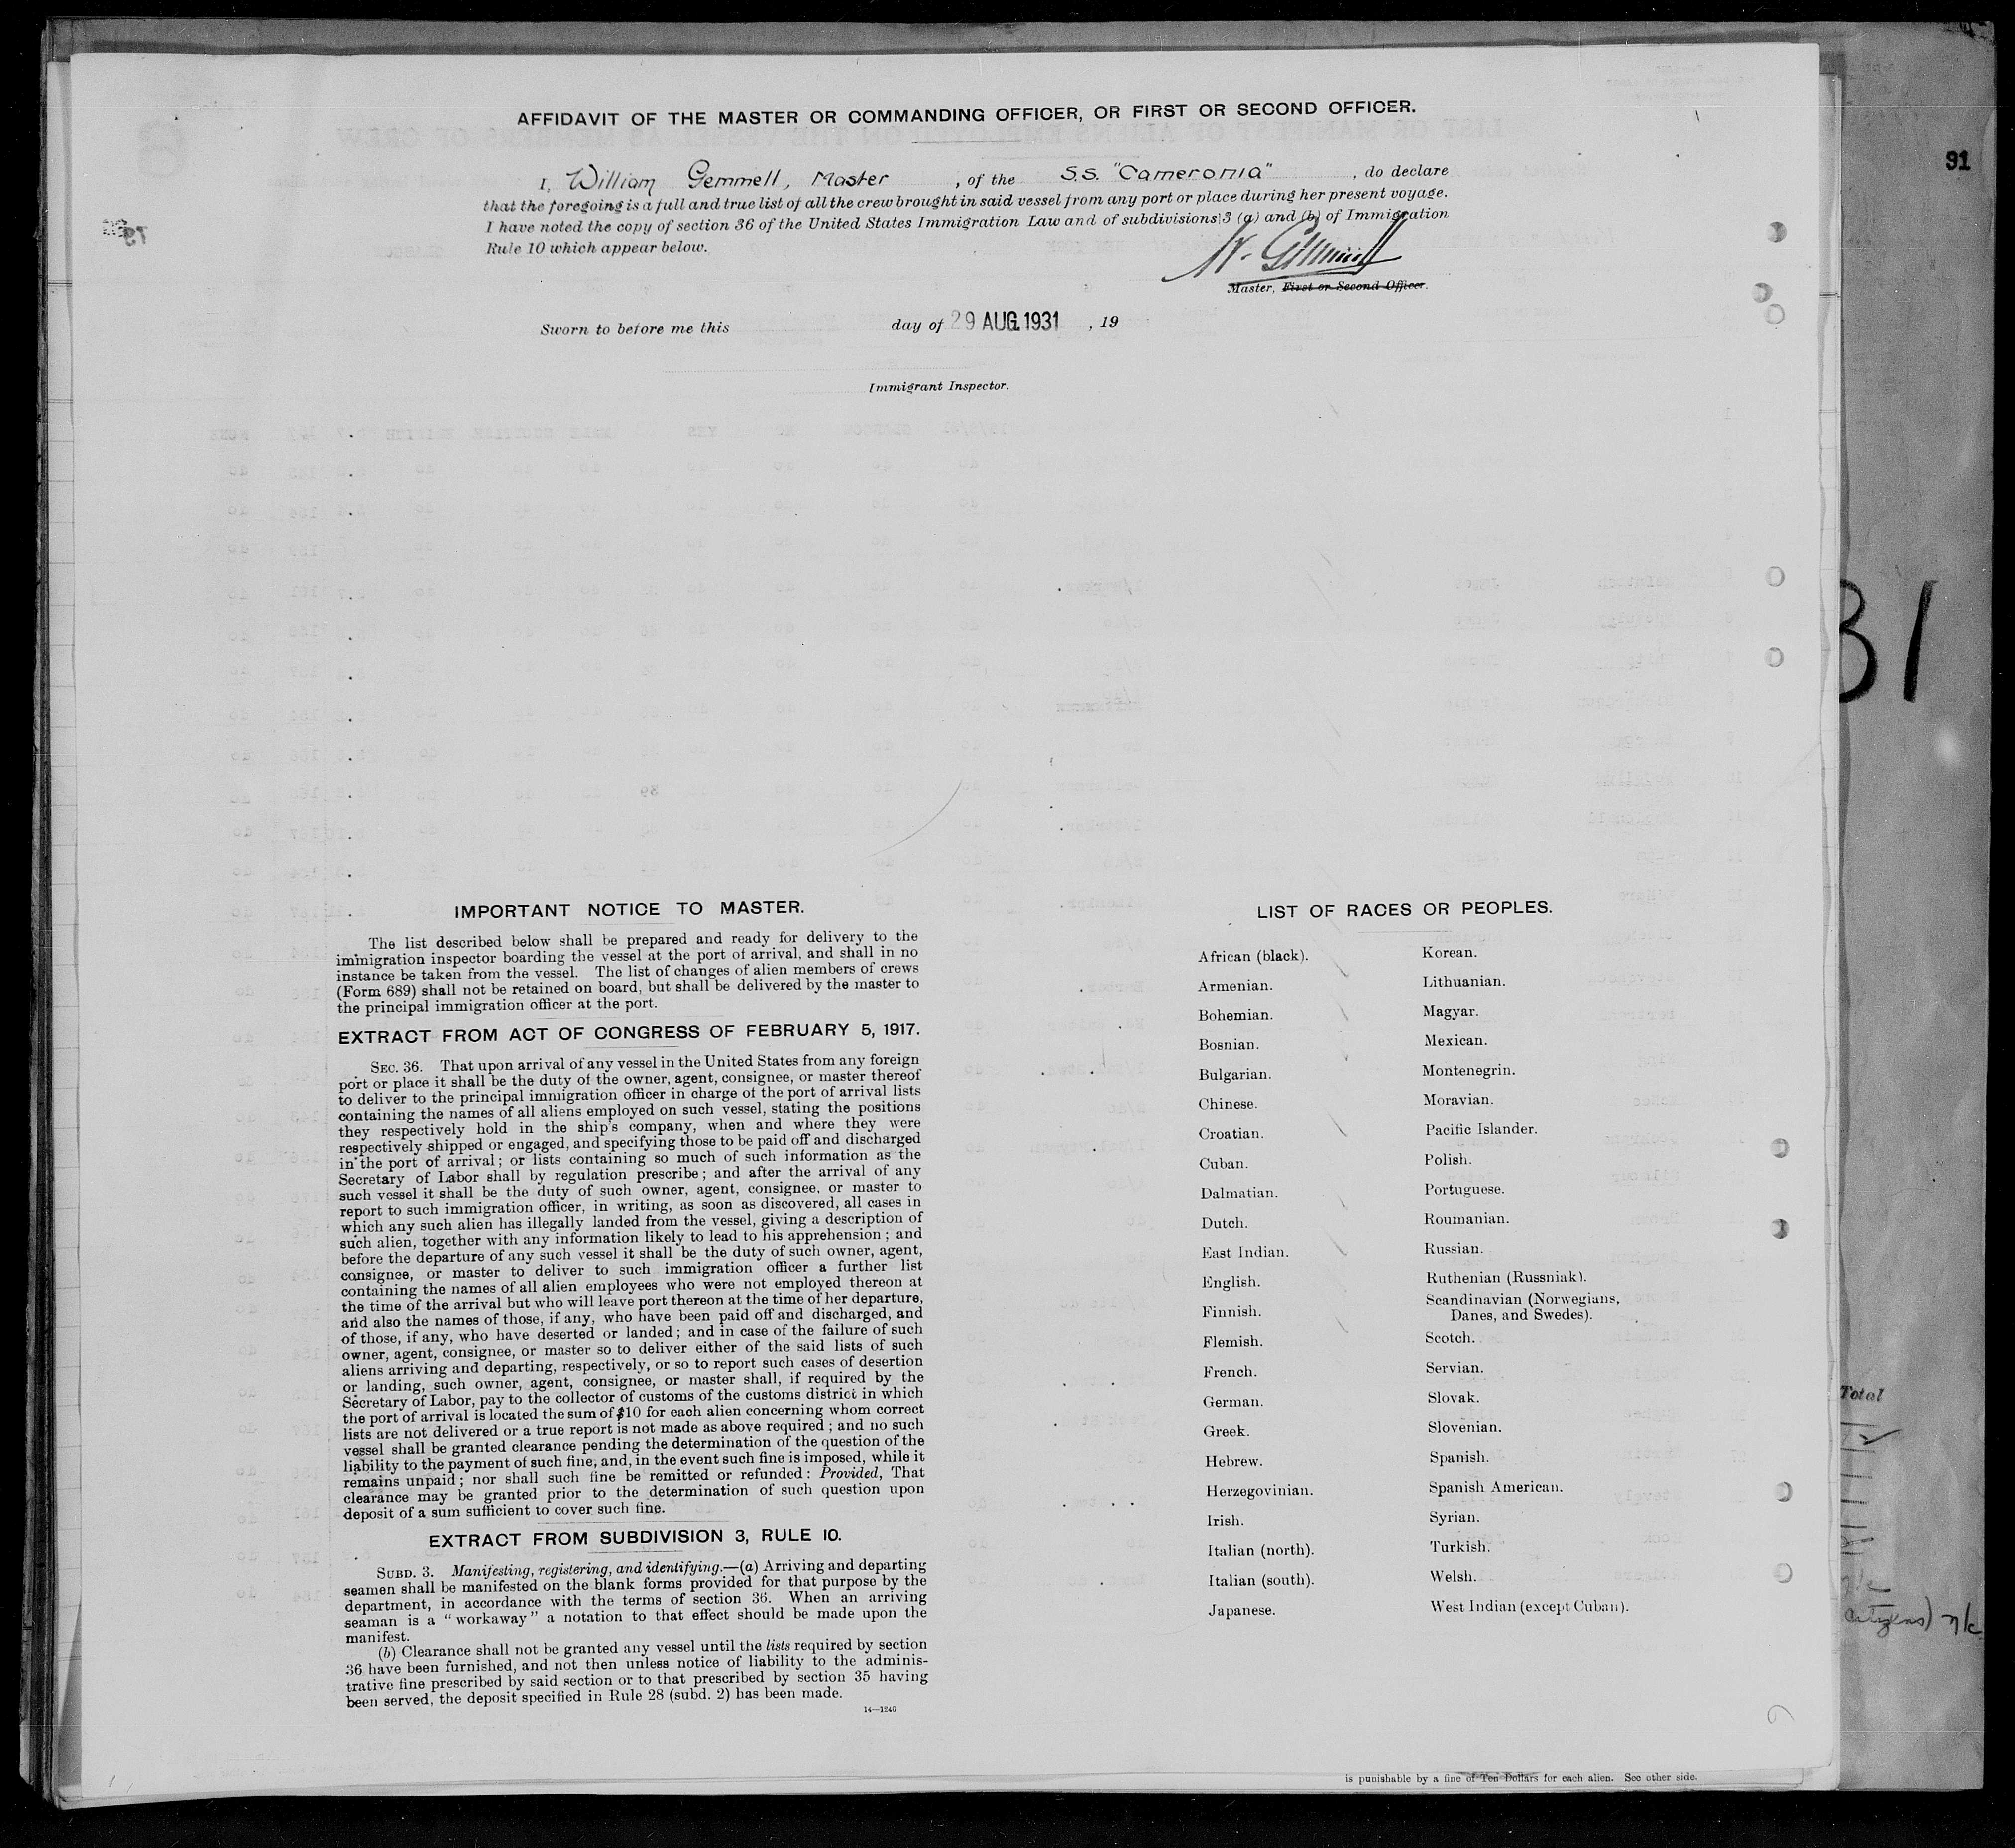 AFFIDAVIT OF THE MASTER OR COMMANDING OFFICER, OR FIRST OR SECOND OFFICER.
91
I, William Gemmell, Master , of the S.S. "Cameronia" , do declare
that the foregoing is a full and true list of all the crew brought in said vessel from any port or place during her present voyage.
I have noted the copy of section 36 of the United States Immigration Law and of subdivisions 3 (a) and (b) of Immigration
Rule 10 which appear below.
W. Gemmell
Master, First or Second Officer.
Sworn to before me this day of 29 AUG. 1931 , 19
Immigrant Inspector.
31
IMPORTANT NOTICE TO MASTER.
The list described below shall be prepared and ready for delivery to the
immigration inspector boarding the vessel at the port of arrival, and shall in no
instance be taken from the vessel. The list of changes of alien members of crews
(Form 689) shall not be retained on board, but shall be delivered by the master to
the principal immigration officer at the port.
EXTRACT FROM ACT OF CONGRESS OF FEBRUARY 5, 1917.
SEC. 36. That upon arrival of any vessel in the United States from any foreign
port or place it shall be the duty of the owner, agent, consignee, or master thereof
to deliver to the principal immigration officer in charge of the port of arrival lists
containing the names of all aliens employed on such vessel, stating the positions
they respectively hold in the ship's company, when and where they were
respectively shipped or engaged, and specifying those to be paid off and discharged
in the port of arrival; or lists containing so much of such information as the
Secretary of Labor shall by regulation prescribe; and after the arrival of any
such vessel it shall be the duty of such owner, agent, consignee, or master to
report to such immigration officer, in writing, as soon as discovered, all cases in
which any such alien has illegally landed from the vessel, giving a description of
such alien, together with any information likely to lead to his apprehension; and
before the departure of any such vessel it shall be the duty of such owner, agent,
consignee, or master to deliver to such immigration officer a further list
containing the names of all alien employees who were not employed thereon at
the time of the arrival but who will leave port thereon at the time of her departure,
and also the names of those, if any, who have been paid off and discharged, and
of those, if any, who have deserted or landed; and in case of the failure of such
owner, agent, consignee, or master so to deliver either of the said lists of such
aliens arriving and departing, respectively, or so to report such cases of desertion
or landing, such owner, agent, consignee, or master shall, if required by the
Secretary of Labor, pay to the collector of customs of the customs district in which
the port of arrival is located the sum of $10 for each alien concerning whom correct
lists are not delivered or a true report is not made as above required; and no such
vessel shall be granted clearance pending the determination of the question of the
liability to the payment of such fine, and, in the event such fine is imposed, while it
remains unpaid; nor shall such fine be remitted or refunded: Provided, That
clearance may be granted prior to the determination of such question upon
deposit of a sum sufficient to cover such fine.
EXTRACT FROM SUBDIVISION 3, RULE 10.
SUBD. 3. Manifesting, registering, and identifying.—(a) Arriving and departing
seamen shall be manifested on the blank forms provided for that purpose by the
department, in accordance with the terms of section 36. When an arriving
seaman is a "workaway" a notation to that effect should be made upon the
manifest.
(b) Clearance shall not be granted any vessel until the lists required by section
36 have been furnished, and not then unless notice of liability to the adminis-
trative fine prescribed by said section or to that prescribed by section 35 having
been served, the deposit specified in Rule 28 (subd. 2) has been made.
14—1240
LIST OF RACES OR PEOPLES.
African (black).
Armenian.
Bohemian.
Bosnian.
Bulgarian.
Chinese.
Croatian.
Cuban.
Dalmatian.
Dutch.
East Indian.
English.
Finnish.
Flemish.
French.
German.
Greek.
Hebrew.
Herzegovinian.
Irish.
Italian (north).
Italian (south).
Japanese.
Korean.
Lithuanian.
Magyar.
Mexican.
Montenegrin.
Moravian.
Pacific Islander.
Polish.
Portuguese.
Roumanian.
Russian.
Ruthenian (Russniak).
Scandinavian (Norwegians,
Danes, and Swedes).
Scotch.
Servian.
Slovak.
Slovenian.
Spanish.
Spanish American.
Syrian.
Turkish.
Welsh.
West Indian (except Cuban).
Total
is punishable by a fine of Ten Dollars for each alien. See other side.